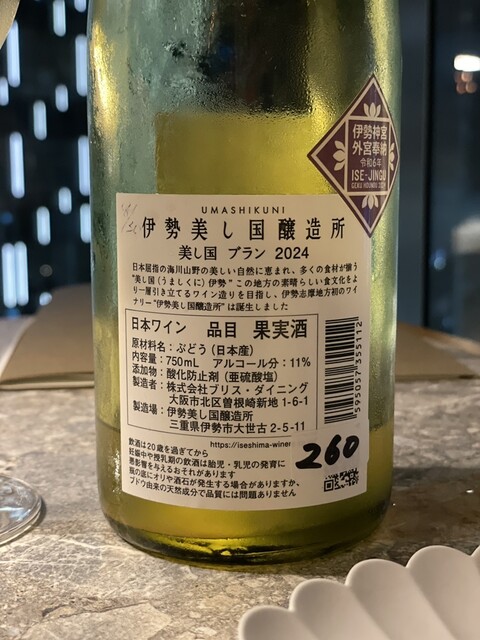 伊勢神宮
外宮奉納
令和6年
ISE-JINGU
GEKU HOUNOU 2024
UMASHIKUNI
伊勢美し国醸造所
美し国 ブラン 2024
日本屈指の海川山野の美しい自然に恵まれ、多くの食材が揃う
"美し国（うましくに）伊勢"この地方の素晴らしい食文化をよ
り一層引き立てるワイン造りを目指し、伊勢志摩地方初のワイ
ナリー"伊勢美し国醸造所"は誕生しました
日本ワイン 品目 果実酒
原材料名：ぶどう（日本産）
内容量：750mL アルコール分：11%
添加物：酸化防止剤（亜硫酸塩）
製造者：株式会社ブリス・ダイニング
大阪市北区曽根崎新地 1-6-1
製造場：伊勢美し国醸造所
三重県伊勢市大世古 2-5-11
595057 355112
https://iseshima-winer
260
飲酒は20歳を過ぎてから
妊娠中や授乳期の飲酒は胎児・乳児の発育に
悪影響を与えるおそれがあります
瓶の底にオリや酒石が発生する場合がありますが、
ブドウ由来の天然成分で品質には問題ありません